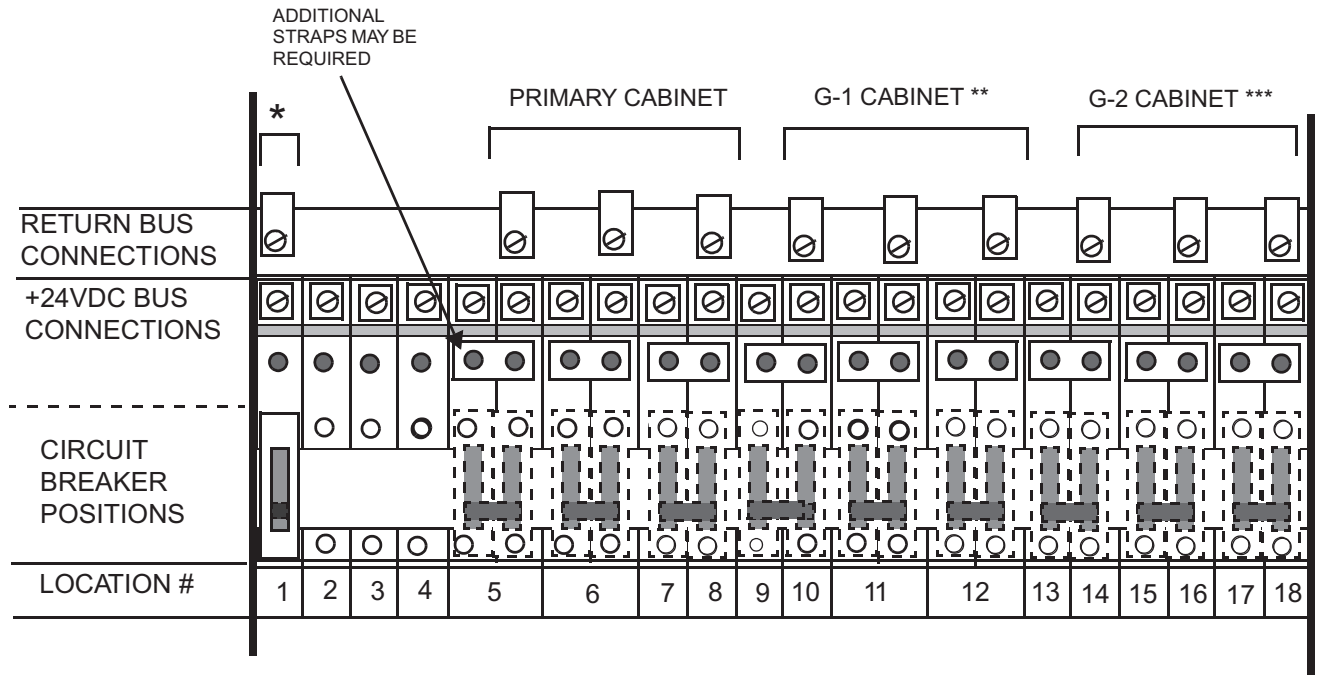 ADDITIONAL
STRAPS MAY BE
REQUIRED
*
PRIMARY CABINET
G-1 CABINET **
G-2 CABINET ***
RETURN BUS
CONNECTIONS
+24VDC BUS
CONNECTIONS
CIRCUIT
BREAKER
POSITIONS
LOCATION # 1 2 3 4 5 6 7 8 9 10 11 12 13 14 15 16 17 18